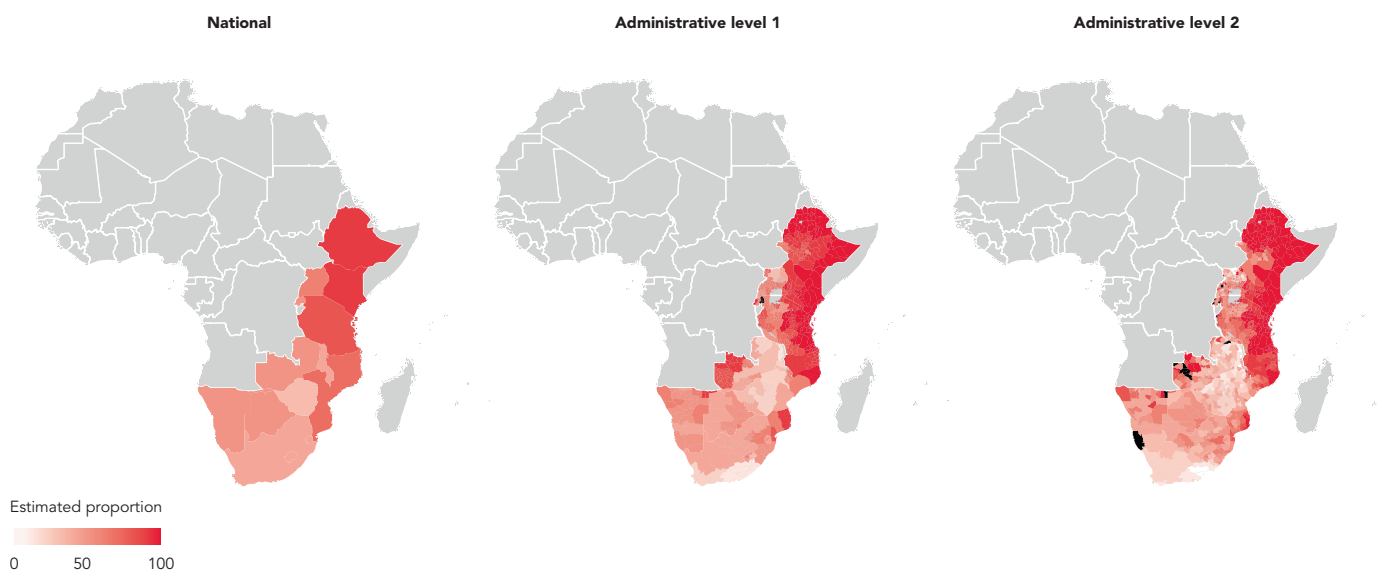 National
Administrative level 1
Administrative level 2
Estimated proportion
0 50 100